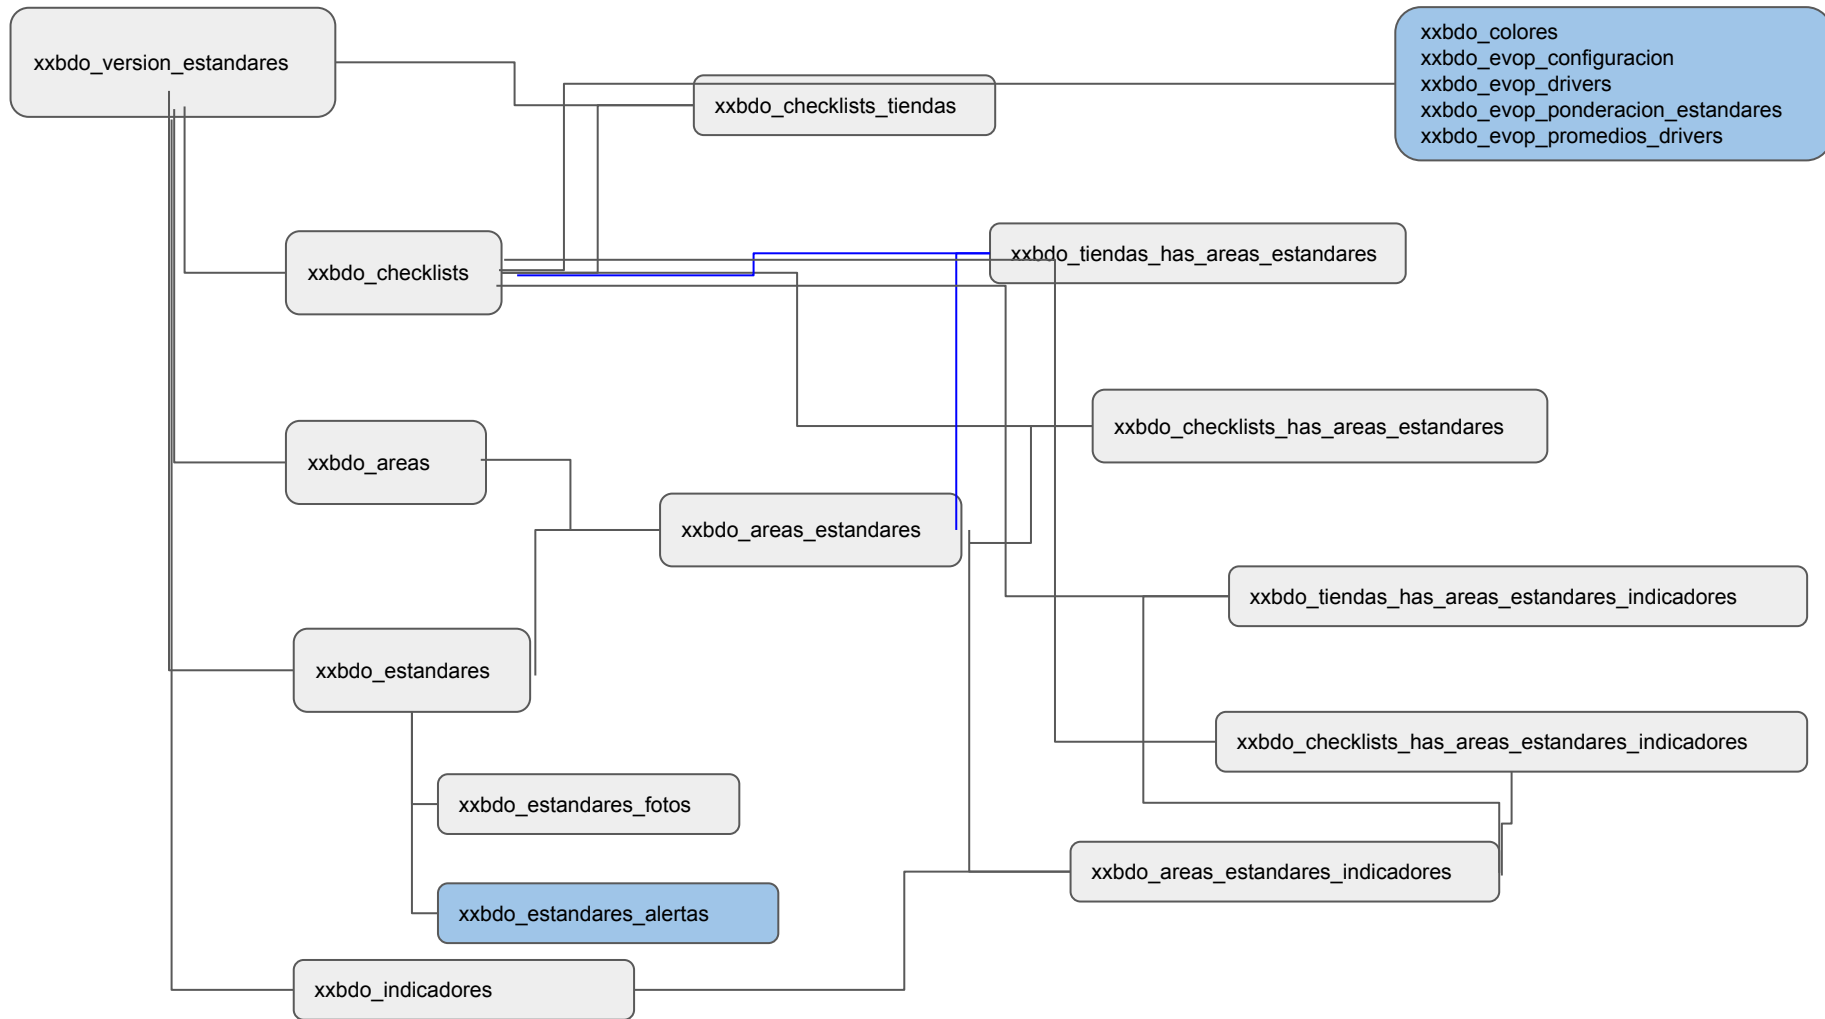 xxbdo_version_estandares
xxbdo_colores
xxbdo_evop_configuracion
xxbdo_evop_drivers
xxbdo_evop_ponderacion_estandares
xxbdo_evop_promedios_drivers
xxbdo_checklists_tiendas
xxbdo_checklists
xxbdo_tiendas_has_areas_estandares
xxbdo_checklists_has_areas_estandares
xxbdo_areas
xxbdo_areas_estandares
xxbdo_tiendas_has_areas_estandares_indicadores
xxbdo_estandares
xxbdo_checklists_has_areas_estandares_indicadores
xxbdo_estandares_fotos
xxbdo_areas_estandares_indicadores
xxbdo_estandares_alertas
xxbdo_indicadores